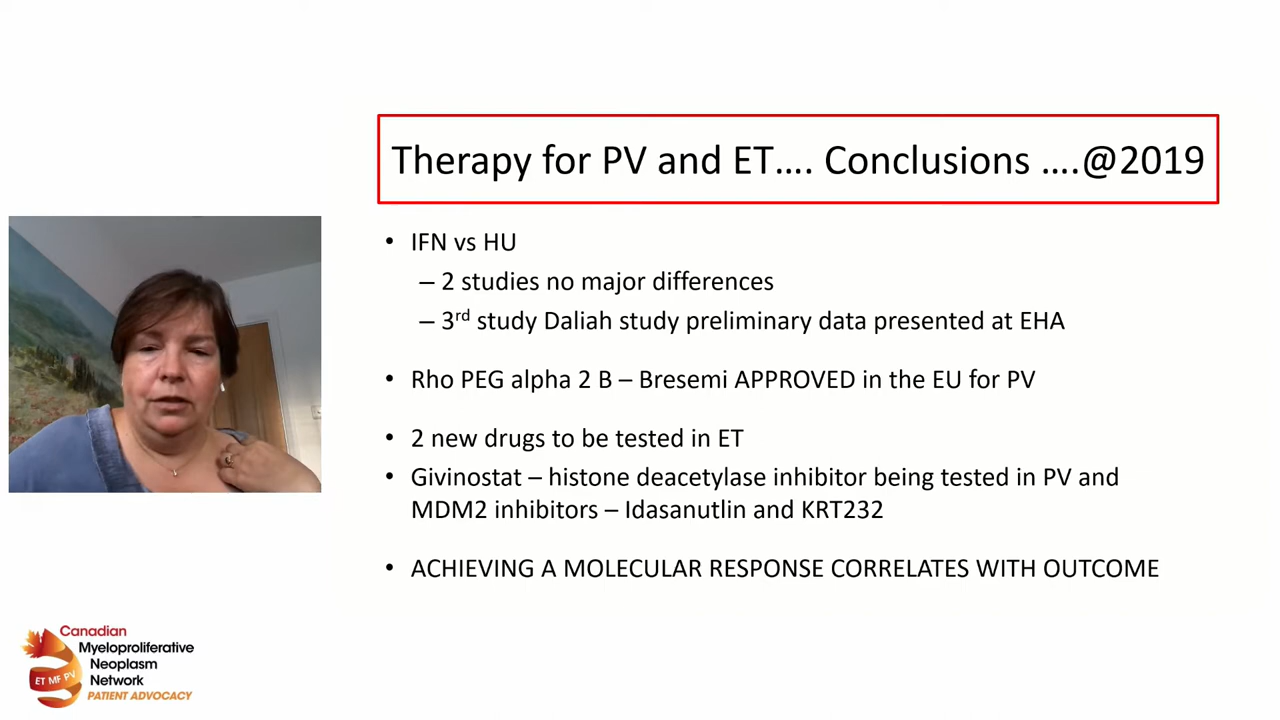 Therapy for PV and ET…. Conclusions ….@2019
• IFN vs HU
– 2 studies no major differences
– 3rd study Daliah study preliminary data presented at EHA
• Rho PEG alpha 2 B – Bresemi APPROVED in the EU for PV
• 2 new drugs to be tested in ET
• Givinostat – histone deacetylase inhibitor being tested in PV and
MDM2 inhibitors – Idasanutlin and KRT232
• ACHIEVING A MOLECULAR RESPONSE CORRELATES WITH OUTCOME
Canadian
Myeloproliferative
Neoplasm
Network
PATIENT ADVOCACY
ET MF PV